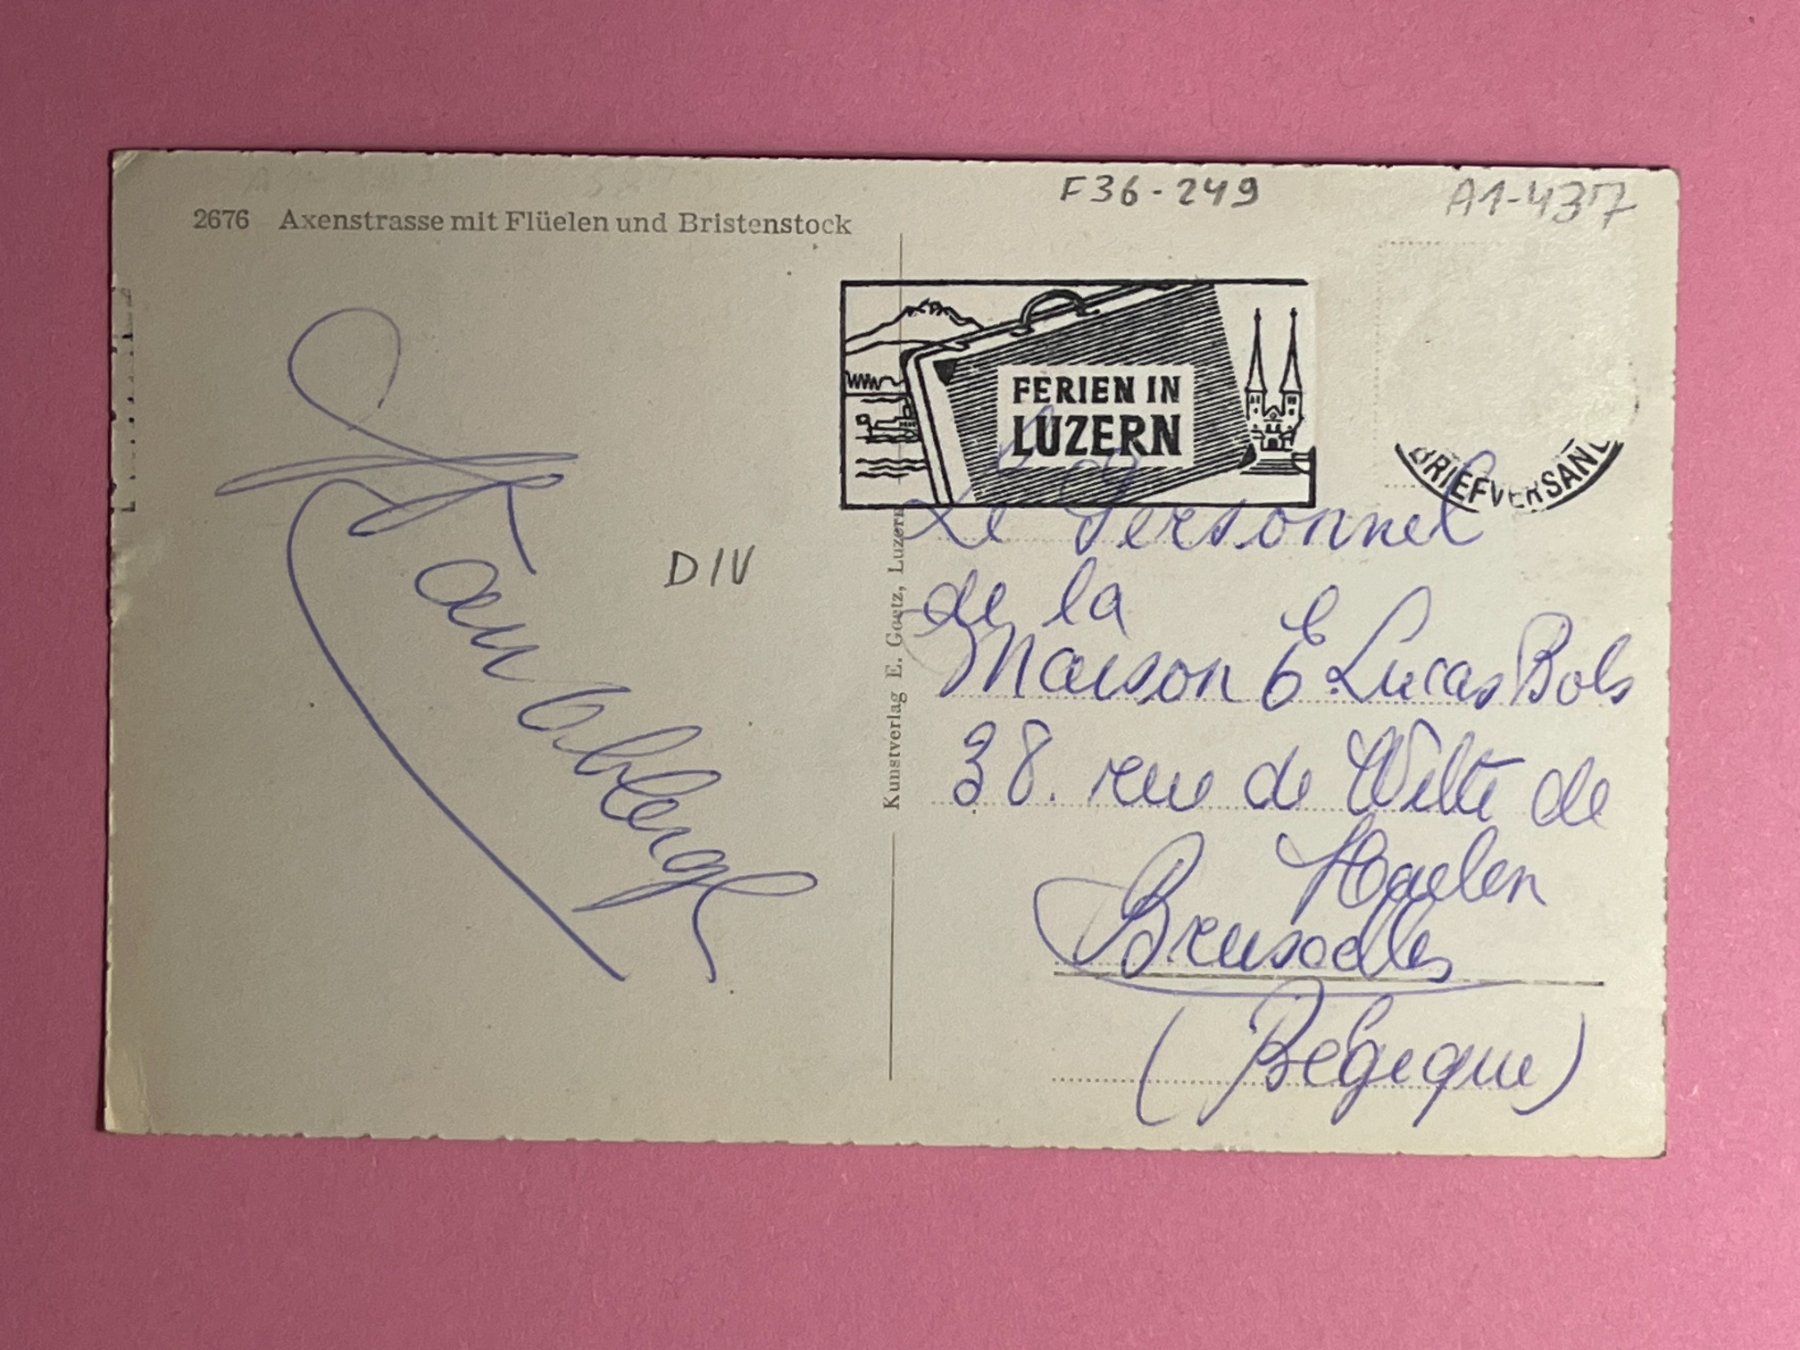 F36-249
A1-437
2676 Axenstrasse mit Flüelen und Bristenstock
FERIEN IN
LUZERN
BRIEFVERSAND
DIV
Kunstverlag E. Goetz, Luzern
Le Personnel
de la
Maison E Lucas Bols
38. rue de Witte de
Haelen
Bruxelles
(Belgique)